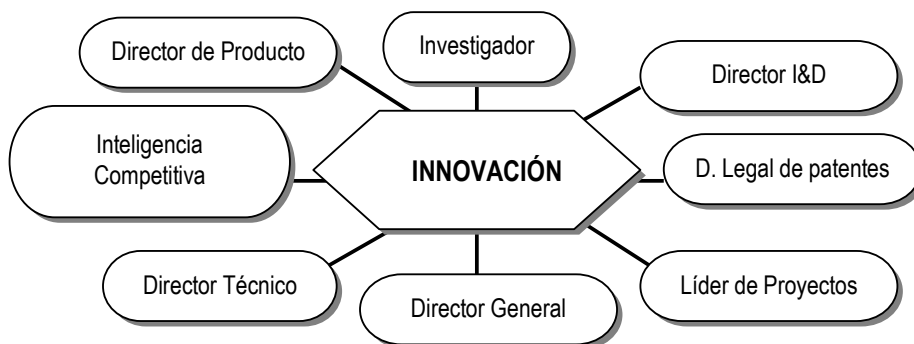 Director de Producto
Investigador
Director I&D
Inteligencia
Competitiva
INNOVACIÓN
D. Legal de patentes
Director Técnico
Director General
Líder de Proyectos